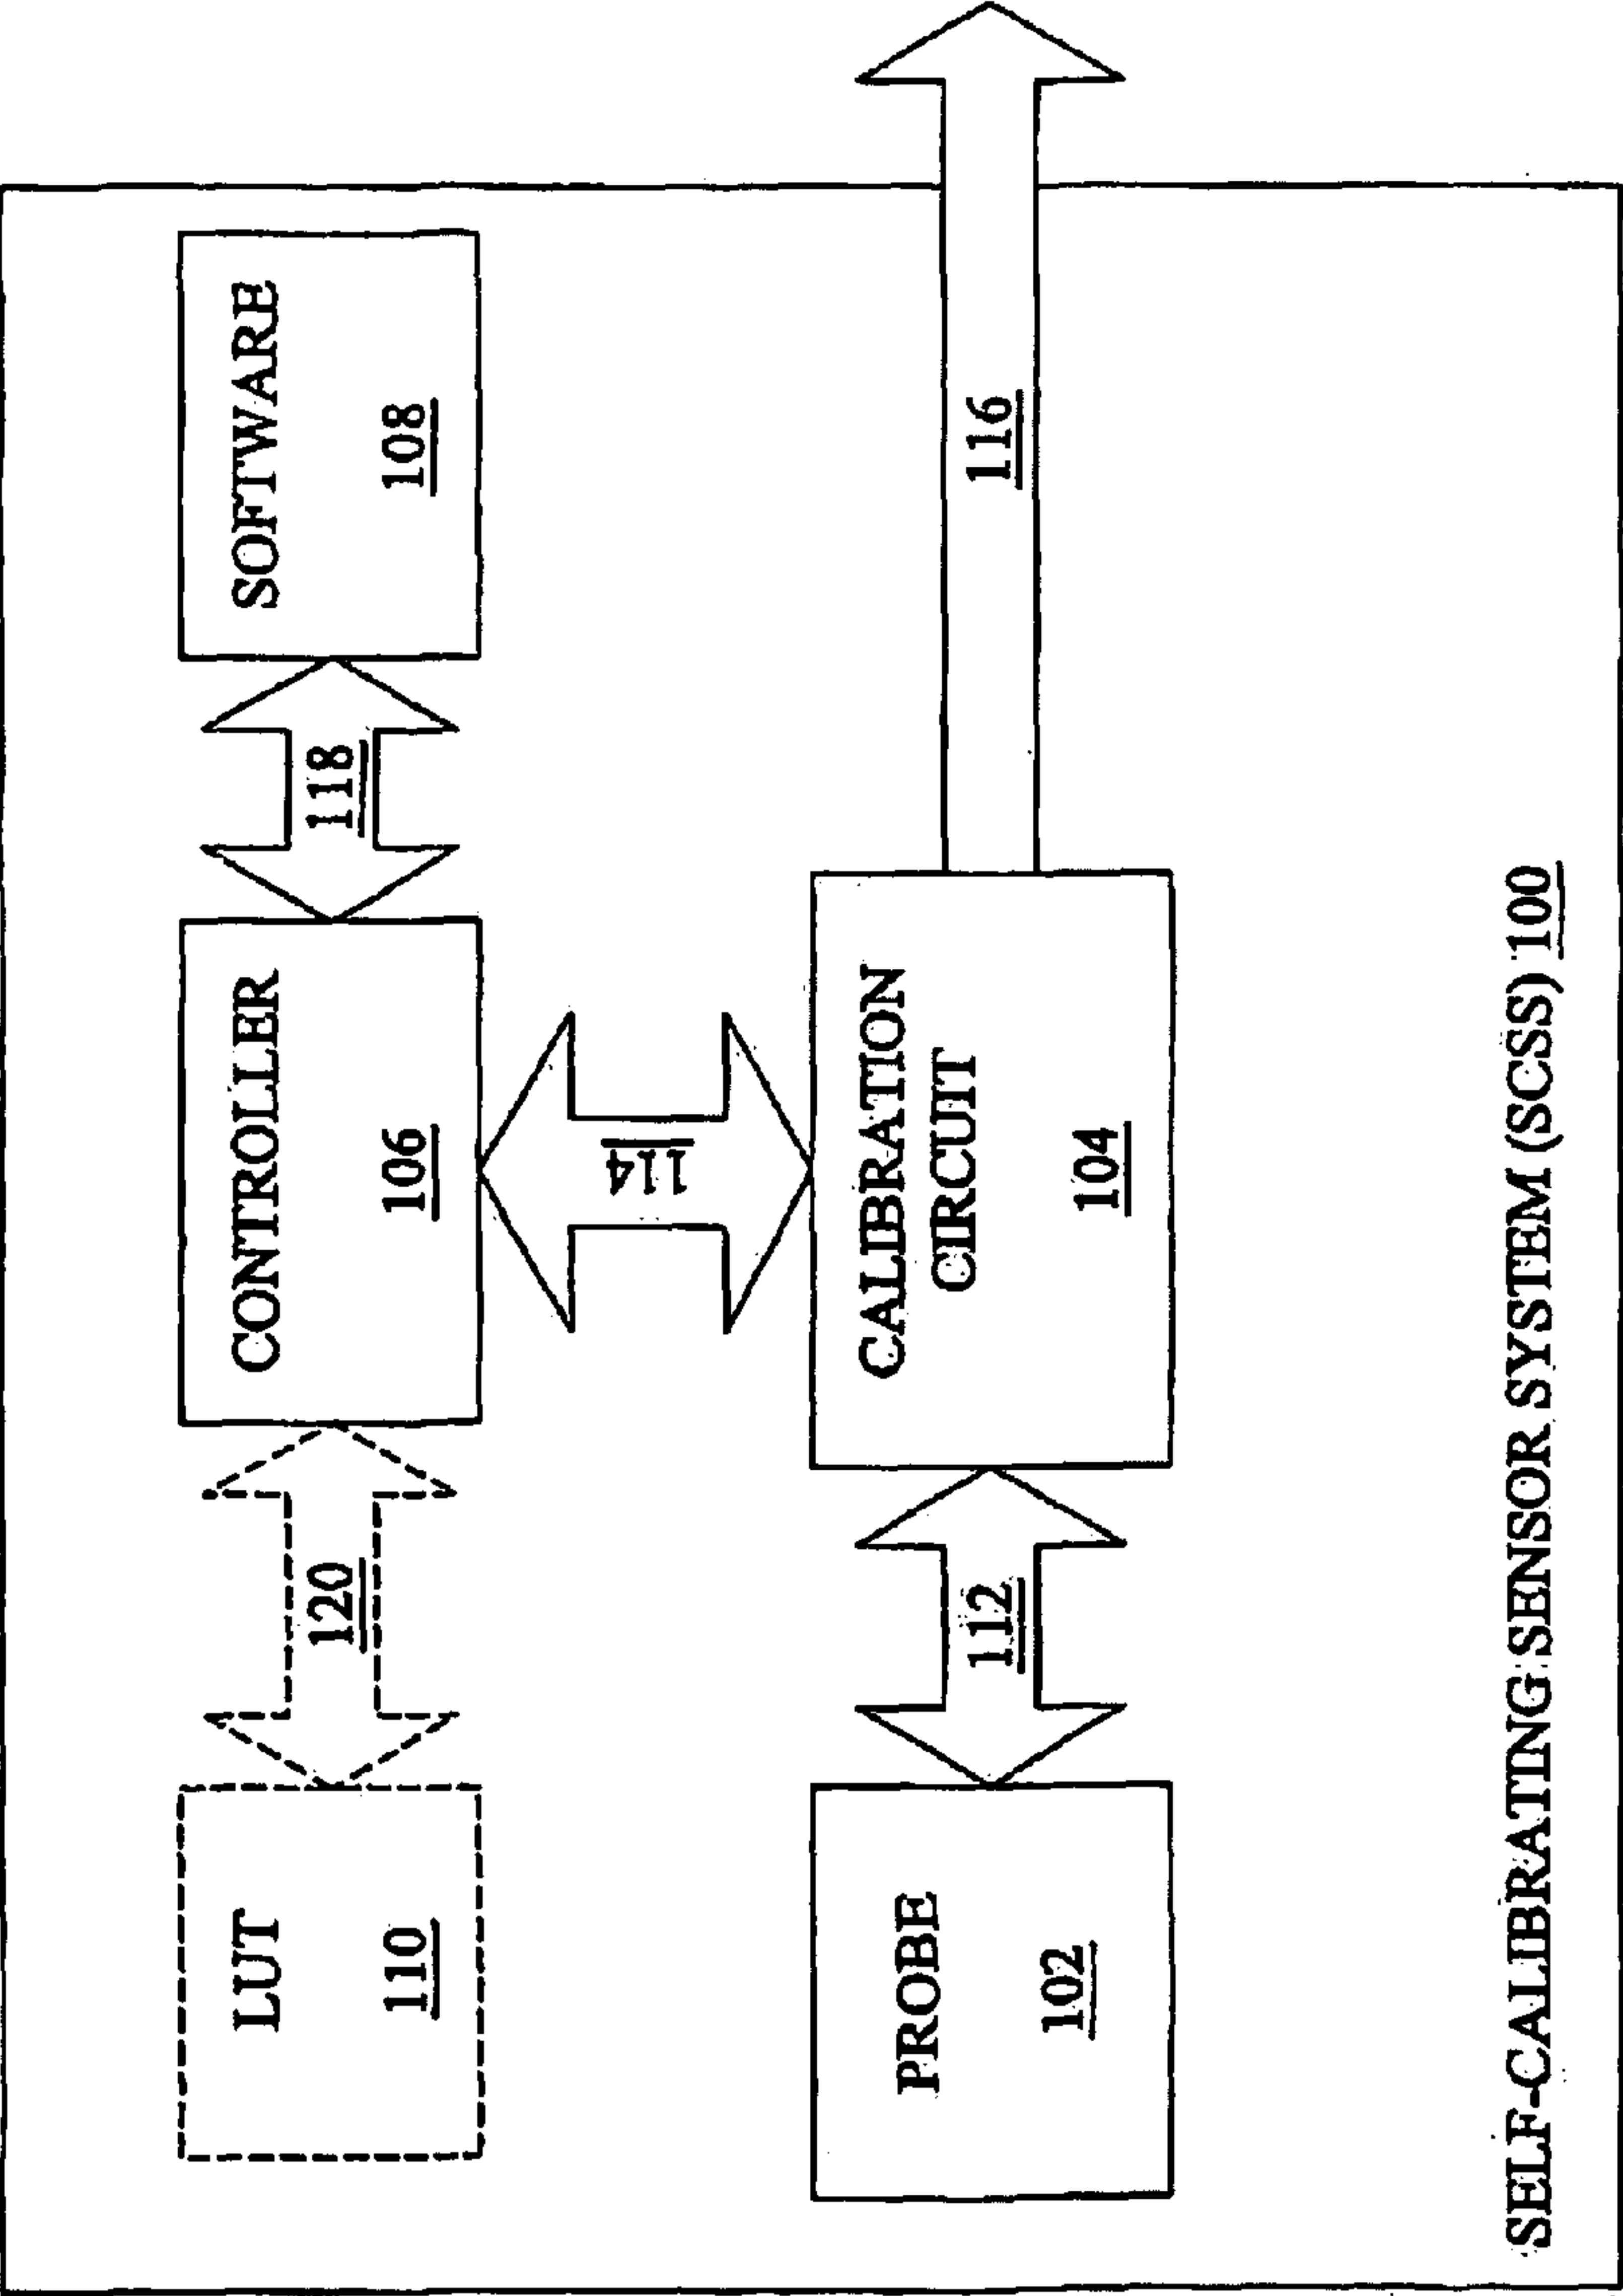 LUT
110
120
CONTROLLER
106
118
SOFTWARE
108
114
PROBE
102
112
CALIBRATION
CIRCUIT
104
116
SELF-CALIBRATING SENSOR SYSTEM (SCSS) 100